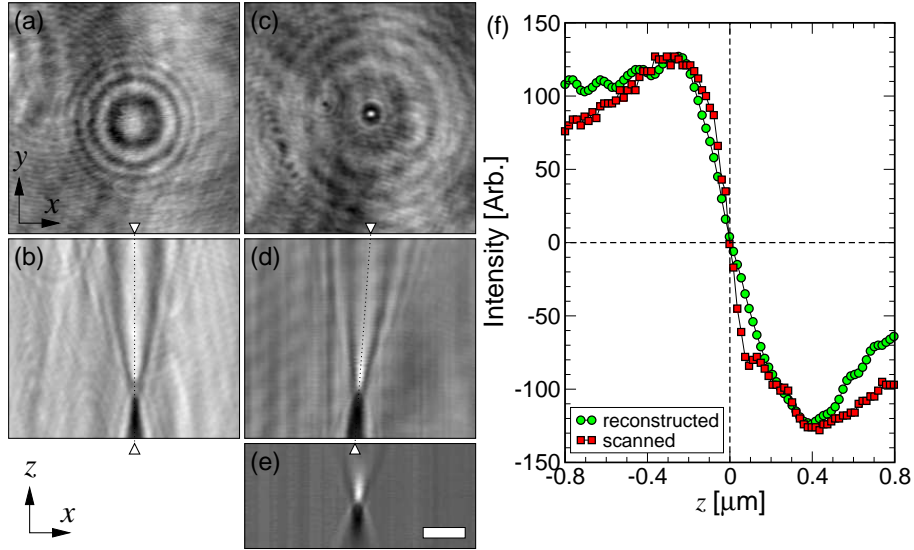 (a)
(c)
(f)
y
x
(b)
(d)
(e)
z
x
150
100
50
0
-50
-100
-150
Intensity [Arb.]
reconstructed
scanned
-0.8
-0.4
0
0.4
0.8
z [μm]